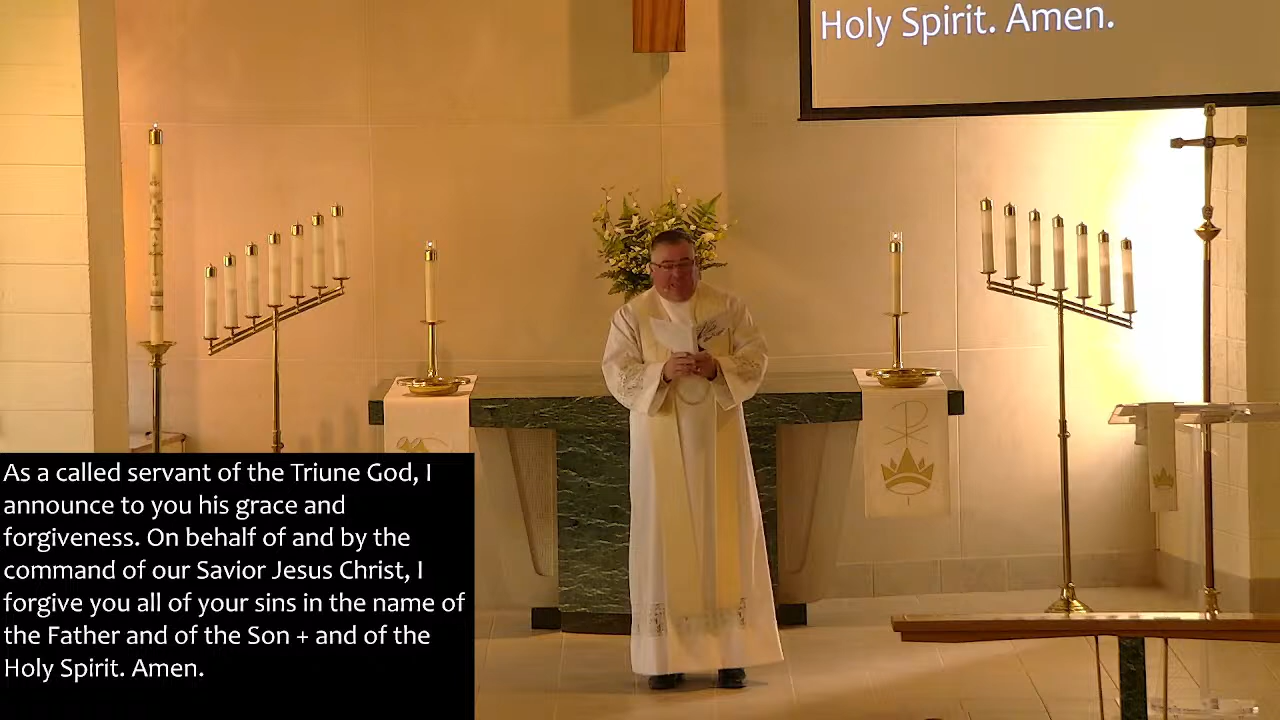 Holy Spirit. Amen.
As a called servant of the Triune God, I
announce to you his grace and
forgiveness. On behalf of and by the
command of our Savior Jesus Christ, I
forgive you all of your sins in the name of
the Father and of the Son + and of the
Holy Spirit. Amen.